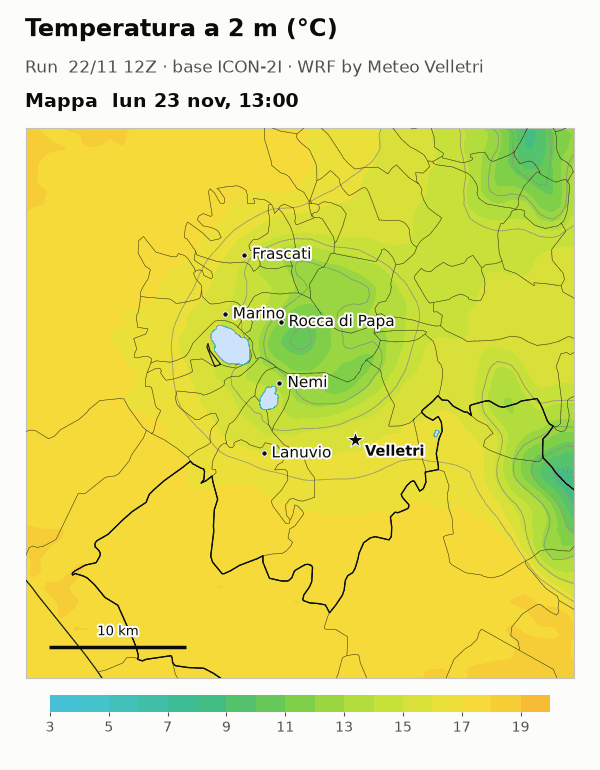 Temperatura a 2 m (°C)
Run  22/11 12Z · base ICON-2I · WRF by Meteo Velletri
Mappa  lun 23 nov, 13:00
Frascati
Marino
Rocca di Papa
Nemi
Lanuvio
Velletri
10 km
3 5 7 9 11 13 15 17 19